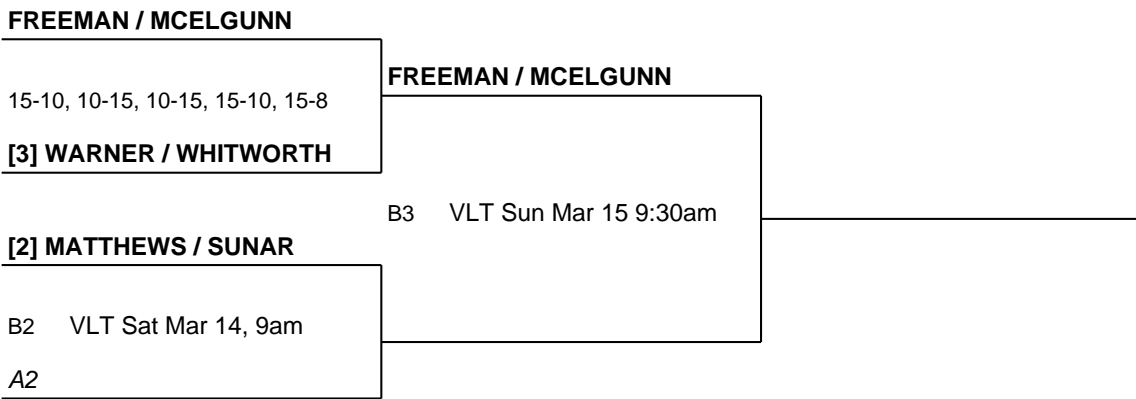 FREEMAN / MCELGUNN
FREEMAN / MCELGUNN
15-10, 10-15, 10-15, 15-10, 15-8
[3] WARNER / WHITWORTH
B3 VLT Sun Mar 15 9:30am
[2] MATTHEWS / SUNAR
B2 VLT Sat Mar 14, 9am
A2